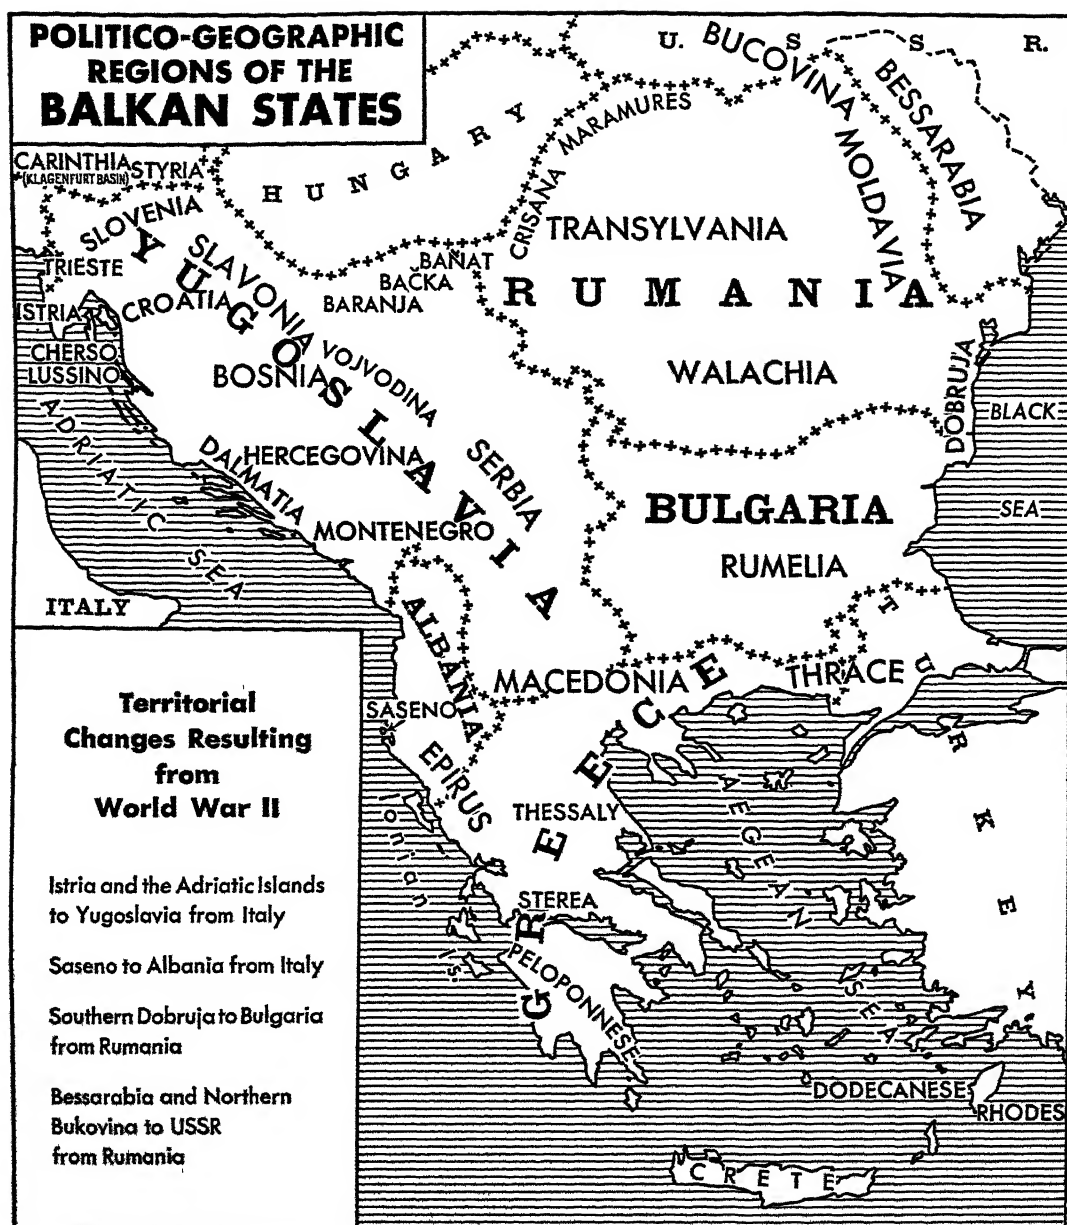 POLITICO-GEOGRAPHIC
REGIONS OF THE
BALKAN STATES
U. S. S. R.
BUCOVINA
BESSARABIA
MOLDAVIA
MARAMURES
HUNGARY
CRISANA
CARINTHIA
(KLAGENFURT BASIN)
STYRIA
SLOVENIA
TRIESTE
YUGOSLAVIA
SLAVONIA
BAÑAT
BAČKA
BARANJA
TRANSYLVANIA
RUMANIA
ISTRIA
CROATIA
CHERSO
LUSSINO
BOSNIA
VOJVODINA
WALACHIA
DOBRUJA
BLACK
SEA
ADRIATIC SEA
HERCEGOVINA
DALMATIA
SERBIA
MONTENEGRO
BULGARIA
RUMELIA
ITALY
ALBANIA
MACEDONIA
THRACE
TURKEY
SASENO
EPIRUS
GREECE
THESSALY
Ionian Is.
AEGEAN SEA
STEREA
PELOPONNESE
DODECANESE
RHODES
CRETE
Territorial
Changes Resulting
from
World War II
Istria and the Adriatic Islands
to Yugoslavia from Italy
Saseno to Albania from Italy
Southern Dobruja to Bulgaria
from Rumania
Bessarabia and Northern
Bukovina to USSR
from Rumania